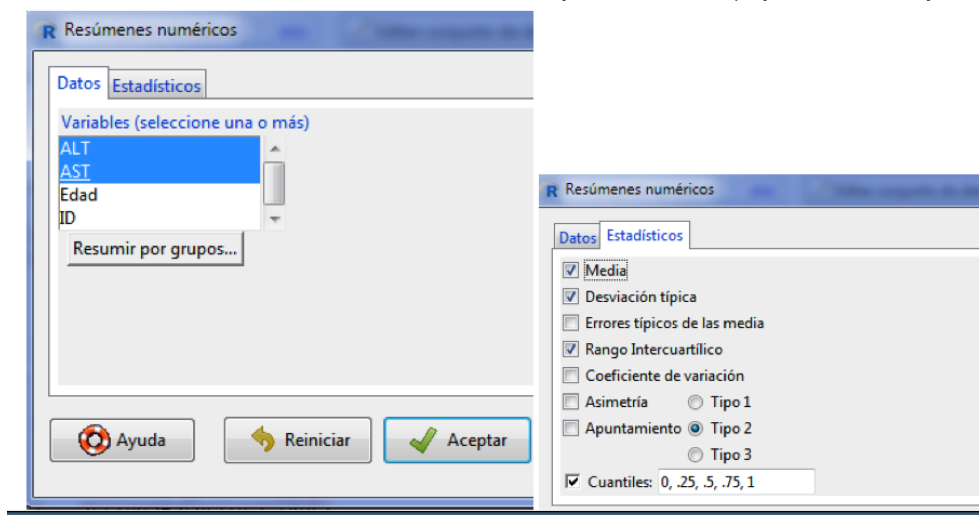 R Resúmenes numéricos
Datos Estadísticos
Variables (seleccione una o más)
ALT
AST
Edad
ID
Resumir por grupos...
Ayuda Reiniciar Aceptar
R Resúmenes numéricos
Datos Estadísticos
Media
Desviación típica
Errores típicos de las media
Rango Intercuartílico
Coeficiente de variación
Asimetría Tipo 1
Apuntamiento Tipo 2
Tipo 3
Cuantiles: 0, .25, .5, .75, 1